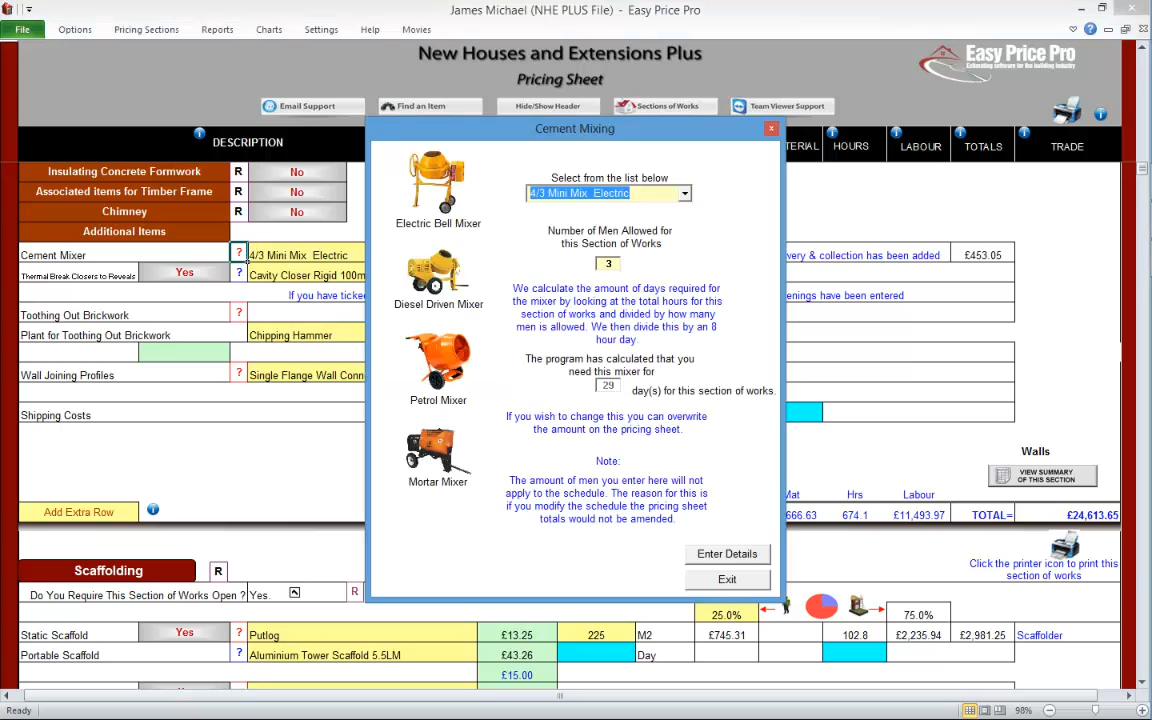 James Michael (NHE PLUS File) - Easy Price Pro
File Options Pricing Sections Reports Charts Settings Help Movies
New Houses and Extensions Plus
Pricing Sheet
Easy Price Pro
Estimating software for the building industry
Email Support Find an Item Hide/Show Header Sections of Works Team Viewer Support
DESCRIPTION TERIAL HOURS LABOUR TOTALS TRADE
Insulating Concrete Formwork R No
Associated items for Timber Frame R No
Chimney R No
Additional Items
Cement Mixer ? 4/3 Mini Mix Electric very & collection has been added £453.05
Thermal Break Closers to Reveals Yes ? Cavity Closer Rigid 100m
If you have ticke enings have been entered
Toothing Out Brickwork ?
Plant for Toothing Out Brickwork Chipping Hammer
Wall Joining Profiles ? Single Flange Wall Conn
Shipping Costs
Cement Mixing
Electric Bell Mixer
Diesel Driven Mixer
Petrol Mixer
Mortar Mixer
Select from the list below
4/3 Mini Mix Electric
Number of Men Allowed for
this Section of Works
3
We calculate the amount of days required for
the mixer by looking at the total hours for this
section of works and divided by how many
men is allowed. We then divide this by an 8
hour day.
The program has calculated that you
need this mixer for
29 day(s) for this section of works.
If you wish to change this you can overwrite
the amount on the pricing sheet.
Note:
The amount of men you enter here will not
apply to the schedule. The reason for this is
if you modify the schedule the pricing sheet
totals would not be amended.
Enter Details
Exit
Walls
VIEW SUMMARY
OF THIS SECTION
Mat Hrs Labour
Add Extra Row 666.63 674.1 £11,493.97 TOTAL= £24,613.65
Click the printer icon to print this
section of works
Scaffolding R
Do You Require This Section of Works Open ? Yes. R
25.0% 75.0%
Static Scaffold Yes ? Putlog £13.25 225 M2 £745.31 102.8 £2,235.94 £2,981.25 Scaffolder
Portable Scaffold ? Aluminium Tower Scaffold 5.5LM £43.26 Day
£15.00
Ready 98%